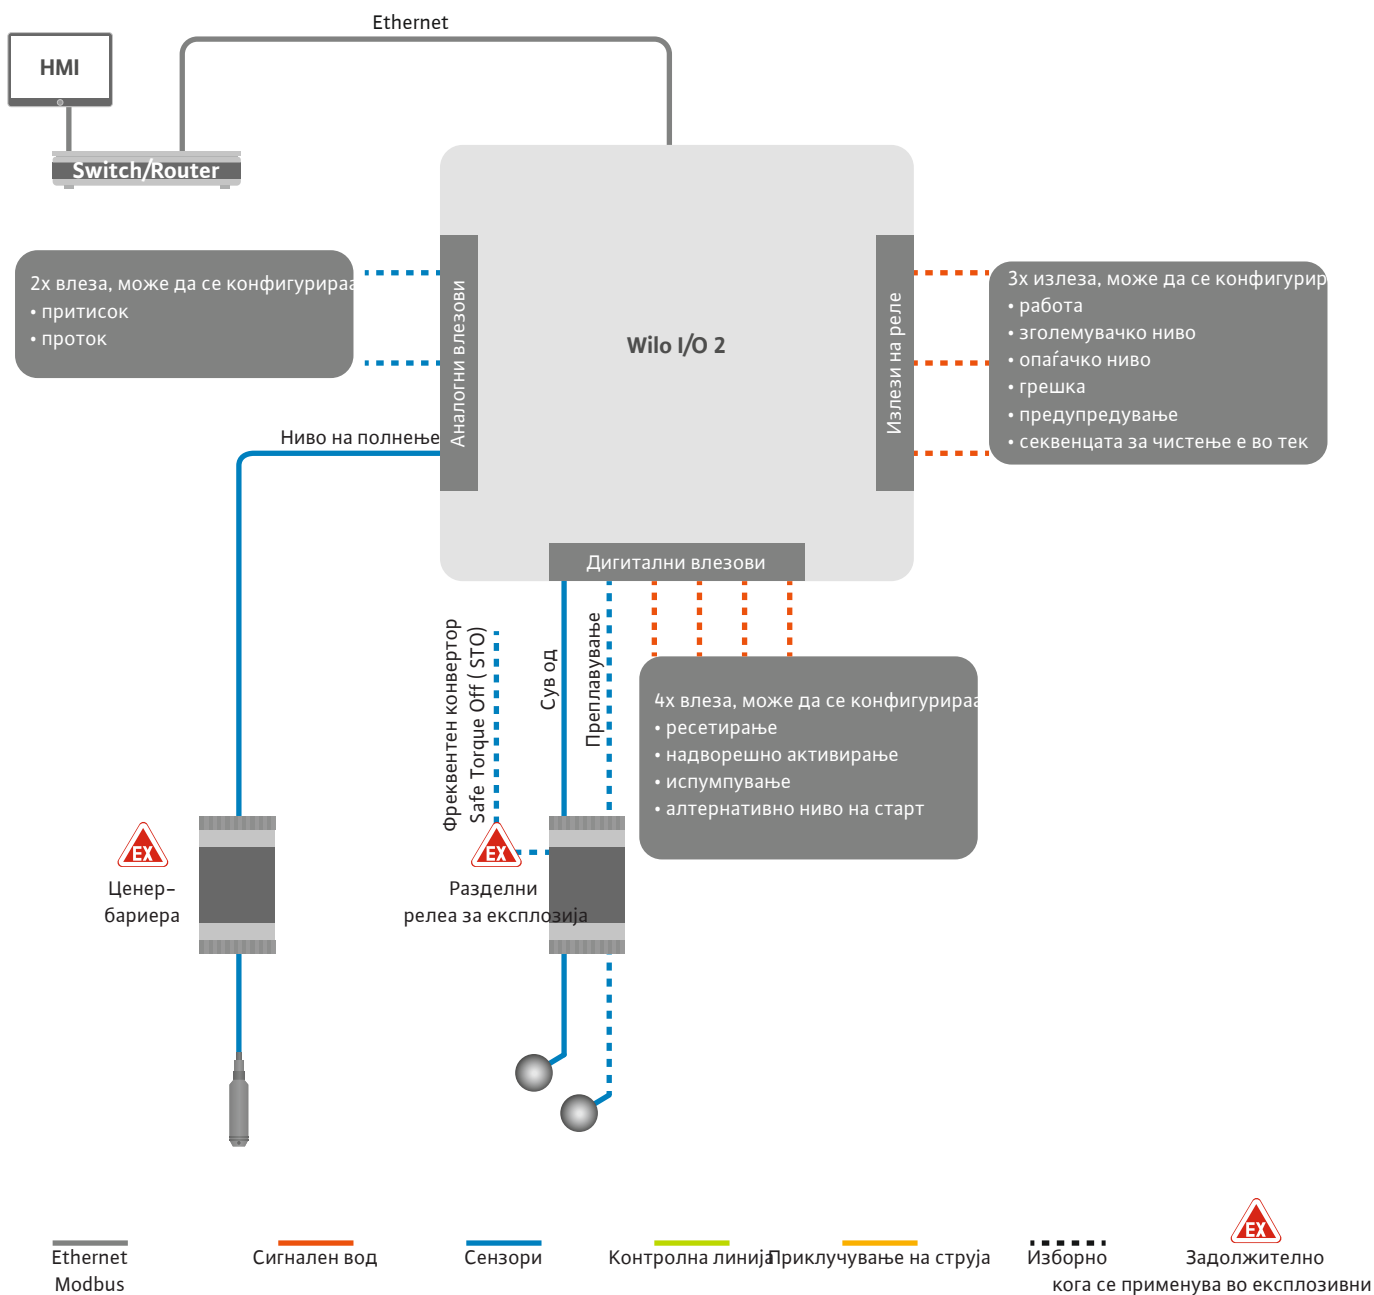 Ethernet
HMI
Switch/Router
2x влеза, може да се конфигурираа
• притисок
• проток
Ниво на полнење
Аналогни влезови
Wilo I/O 2
Излези на реле
3x излеза, може да се конфигурир
• работа
• зголемувачко ниво
• опаѓачко ниво
• грешка
• предупредување
• секвенцата за чистење е во тек
Дигитални влезови
Фреквентен конвертор
Safe Torque Off ( STO)
Сув од
Преплавување
4x влеза, може да се конфигурираа
• ресетирање
• надворешно активирање
• испумпување
• алтернативно ниво на старт
EX
Ценер-
бариера
EX
Разделни
релеа за експлозија
EX
Ethernet
Modbus
Сигнален вод
Сензори
Контролна линија
Приклучување на струја
Изборно
Задолжително
кога се применува во експлозивни